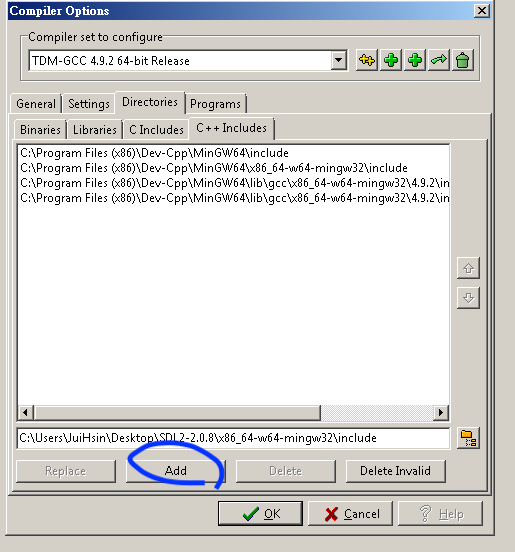 Compiler Options
Compiler set to configure
TDM-GCC 4.9.2 64-bit Release
General Settings Directories Programs
Binaries Libraries C Includes C++ Includes
C:\Program Files (x86)\Dev-Cpp\MinGW64\include
C:\Program Files (x86)\Dev-Cpp\MinGW64\x86_64-w64-mingw32\include
C:\Program Files (x86)\Dev-Cpp\MinGW64\lib\gcc\x86_64-w64-mingw32\4.9.2\in
C:\Program Files (x86)\Dev-Cpp\MinGW64\lib\gcc\x86_64-w64-mingw32\4.9.2\in
C:\Users\JuiHsin\Desktop\SDL2-2.0.8\x86_64-w64-mingw32\include
Replace Add Delete Delete Invalid
OK Cancel ? Help